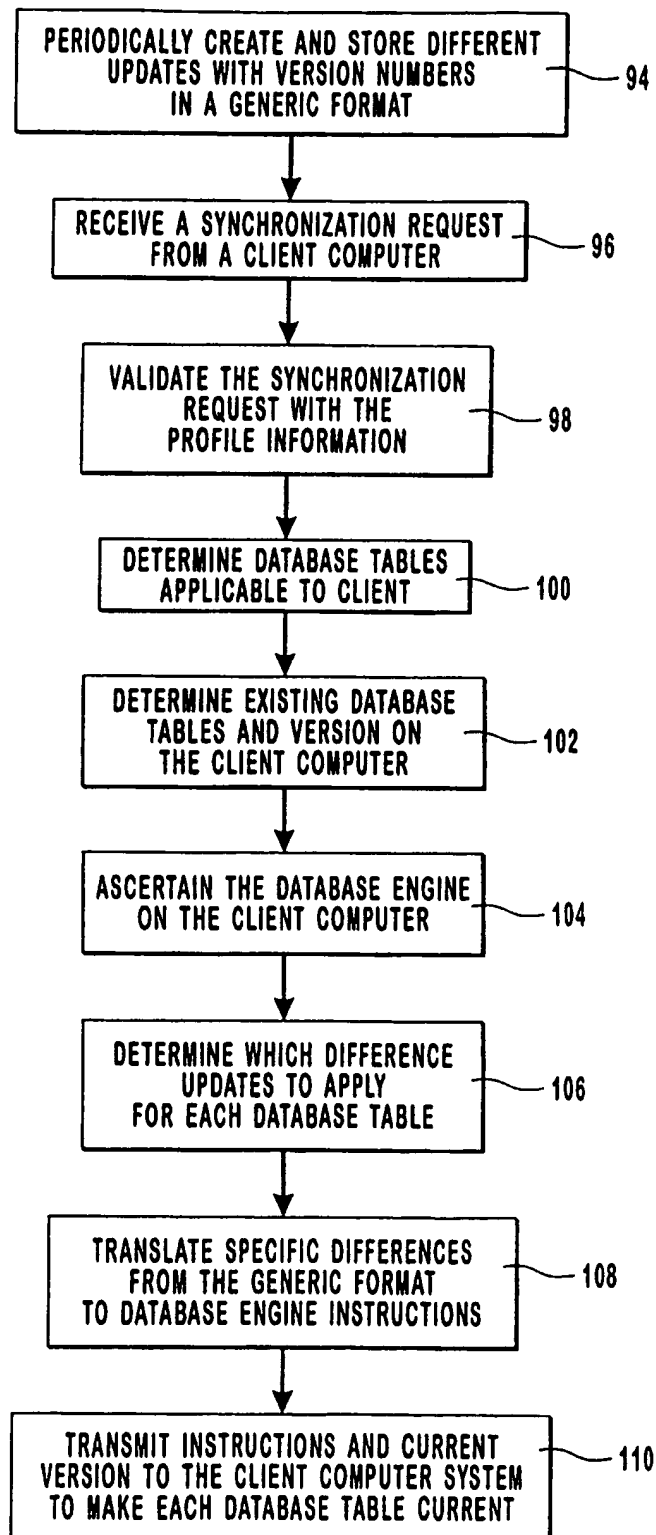 PERIODICALLY CREATE AND STORE DIFFERENT
UPDATES WITH VERSION NUMBERS
IN A GENERIC FORMAT
94
RECEIVE A SYNCHRONIZATION REQUEST
FROM A CLIENT COMPUTER
96
VALIDATE THE SYNCHRONIZATION
REQUEST WITH THE
PROFILE INFORMATION
98
DETERMINE DATABASE TABLES
APPLICABLE TO CLIENT
100
DETERMINE EXISTING DATABASE
TABLES AND VERSION ON
THE CLIENT COMPUTER
102
ASCERTAIN THE DATABASE ENGINE
ON THE CLIENT COMPUTER
104
DETERMINE WHICH DIFFERENCE
UPDATES TO APPLY
FOR EACH DATABASE TABLE
106
TRANSLATE SPECIFIC DIFFERENCES
FROM THE GENERIC FORMAT
TO DATABASE ENGINE INSTRUCTIONS
108
TRANSMIT INSTRUCTIONS AND CURRENT
VERSION TO THE CLIENT COMPUTER SYSTEM
TO MAKE EACH DATABASE TABLE CURRENT
110